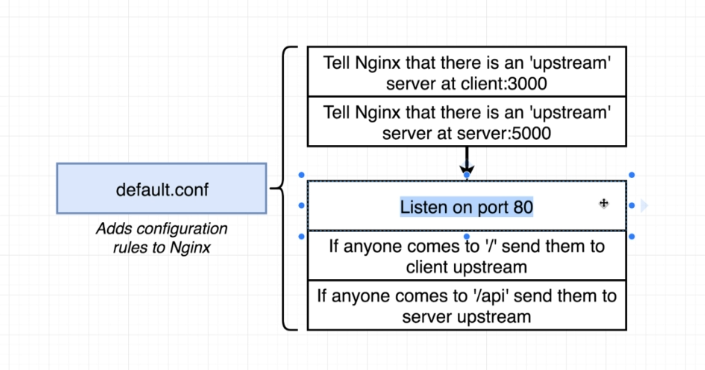 Tell Nginx that there is an 'upstream'
server at client:3000
Tell Nginx that there is an 'upstream'
server at server:5000
default.conf
Adds configuration
rules to Nginx
Listen on port 80
If anyone comes to '/' send them to
client upstream
If anyone comes to '/api' send them to
server upstream